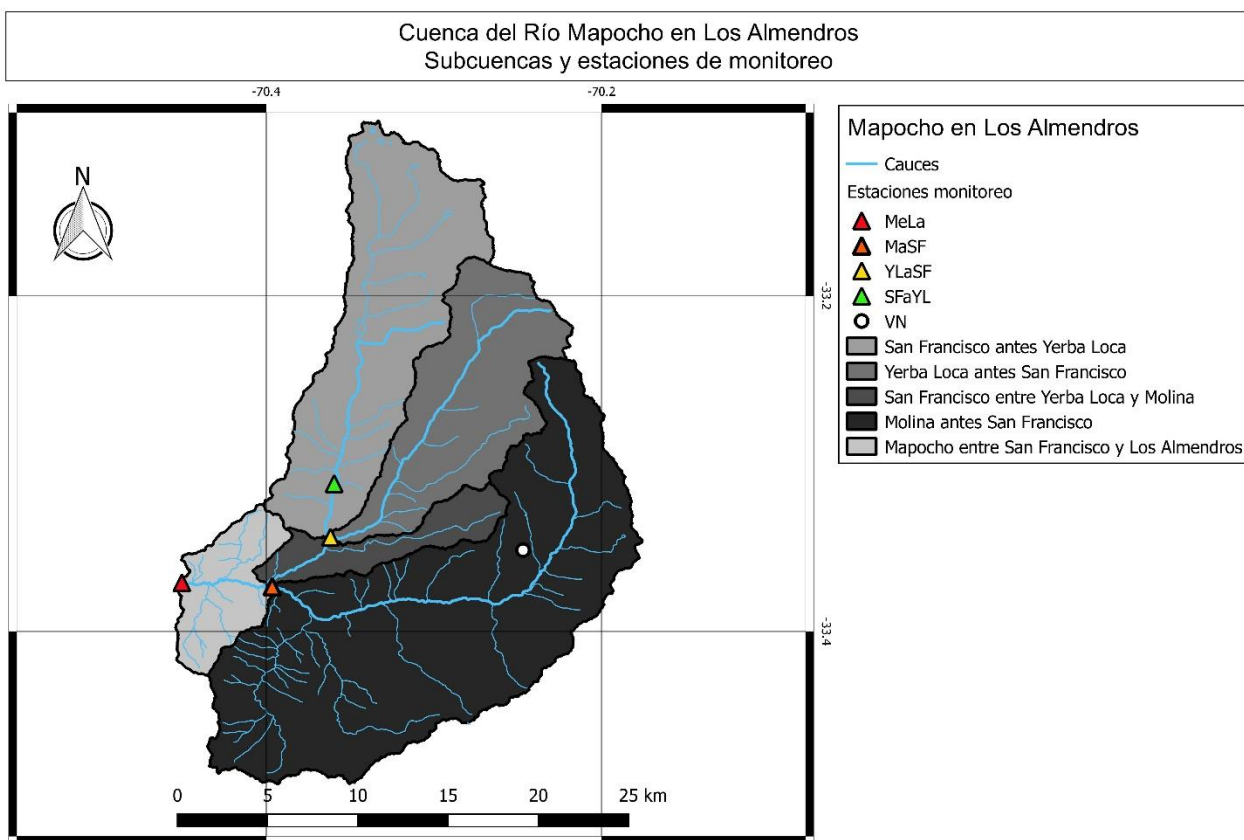 Cuenca del Río Mapocho en Los Almendros
Subcuencas y estaciones de monitoreo
-70.4
-70.2
N
-33.2
-33.4
0
5
10
15
20
25 km
Mapocho en Los Almendros
Cauces
Estaciones monitoreo
MeLa
MaSF
YLaSF
SFaYL
VN
San Francisco antes Yerba Loca
Yerba Loca antes San Francisco
San Francisco entre Yerba Loca y Molina
Molina antes San Francisco
Mapocho entre San Francisco y Los Almendros